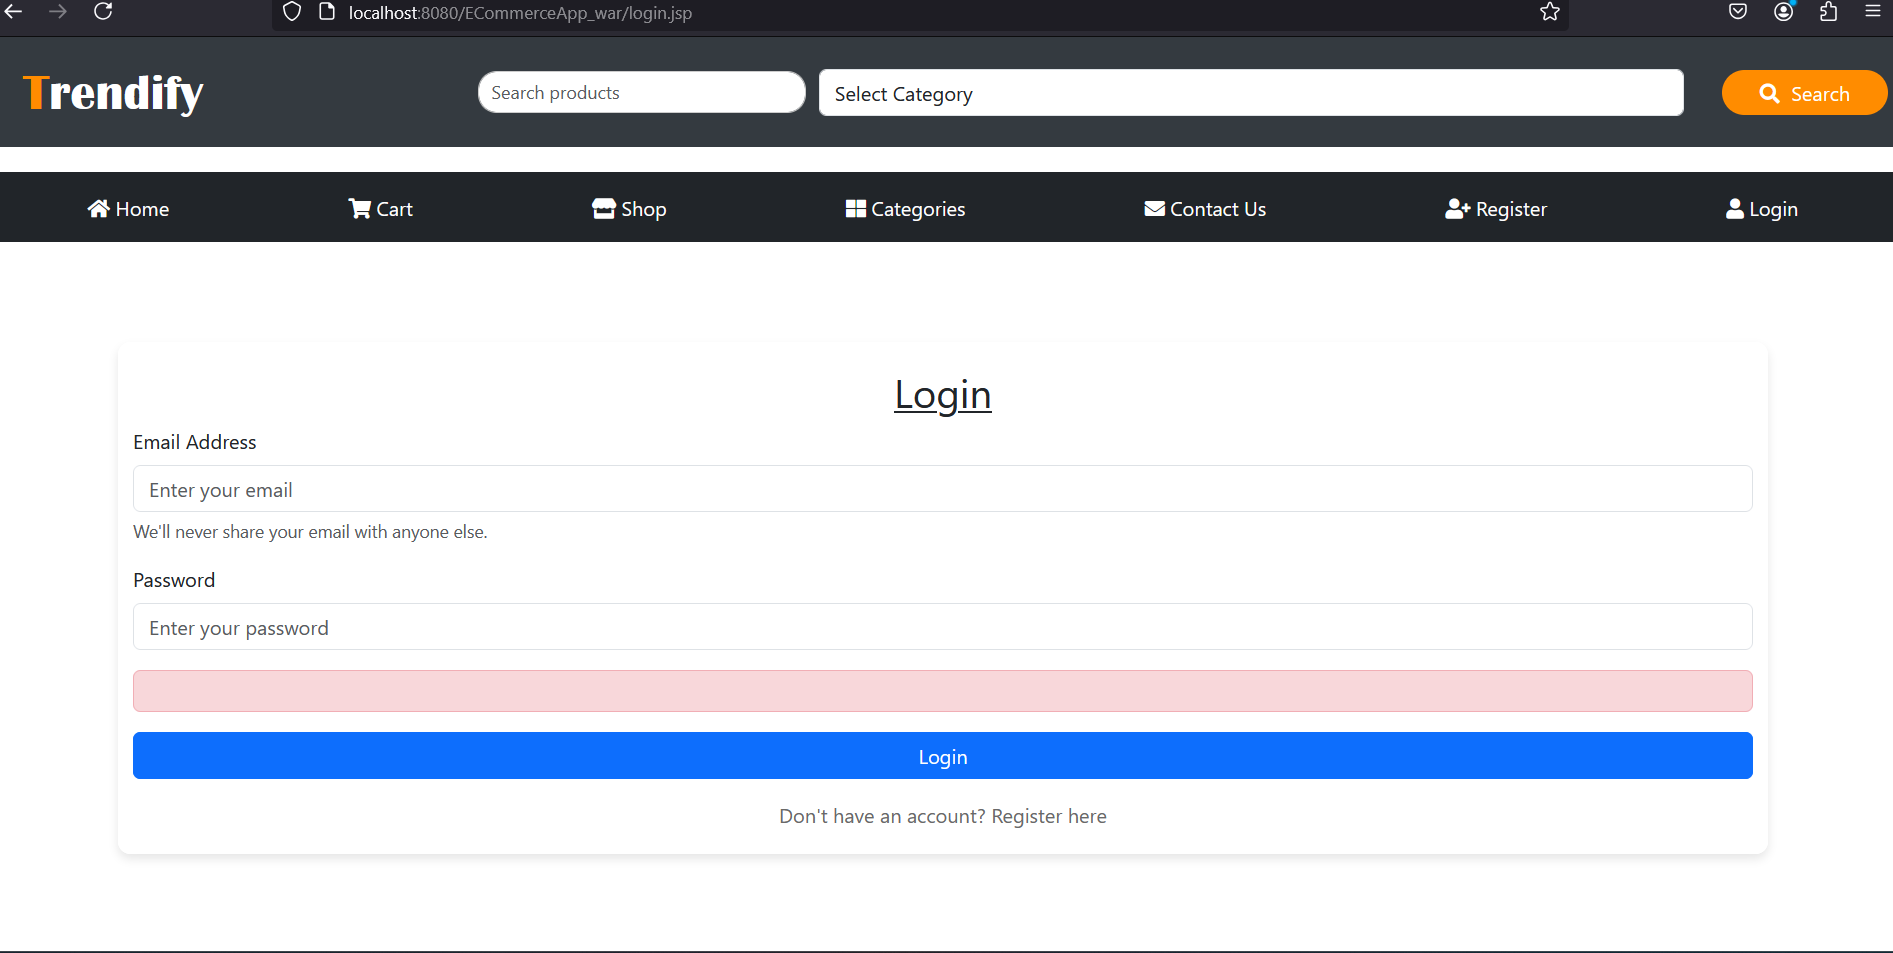 localhost:8080/ECommerceApp_war/login.jsp
Trendify
Search products
Select Category
Search
Home
Cart
Shop
Categories
Contact Us
Register
Login
Login
Email Address
Enter your email
We'll never share your email with anyone else.
Password
Enter your password
Login
Don't have an account? Register here